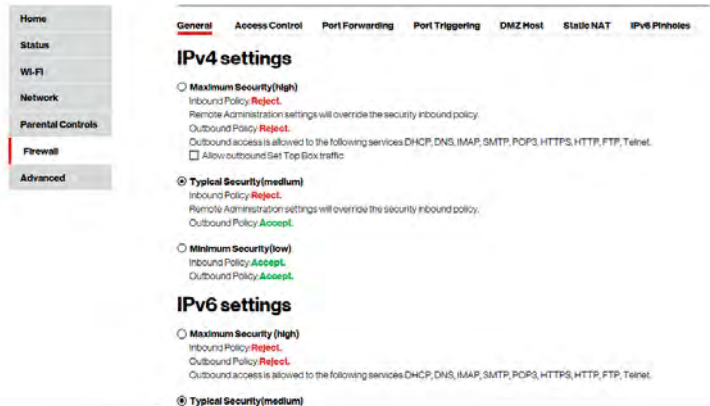 Home
Status
Wi-Fi
Network
Parental Controls
Firewall
Advanced
General Access Control Port Forwarding Port Triggering DMZ Host Static NAT IPv6 Pinholes
IPv4 settings
Maximum Security(high)
Inbound Policy:Reject.
Remote Administration settings will override the security inbound policy.
Outbound Policy:Reject.
Outbound access is allowed to the following services:DHCP, DNS, IMAP, SMTP, POP3, HTTPS, HTTP, FTP, Telnet.
Allow outbound Set Top Box traffic
Typical Security(medium)
Inbound Policy:Reject.
Remote Administration settings will override the security inbound policy.
Outbound Policy:Accept.
Minimum Security(low)
Inbound Policy:Accept.
Outbound Policy:Accept.
IPv6 settings
Maximum Security (high)
Inbound Policy:Reject.
Outbound Policy:Reject.
Outbound access is allowed to the following services:DHCP, DNS, IMAP, SMTP, POP3, HTTPS, HTTP, FTP, Telnet.
Typical Security(medium)